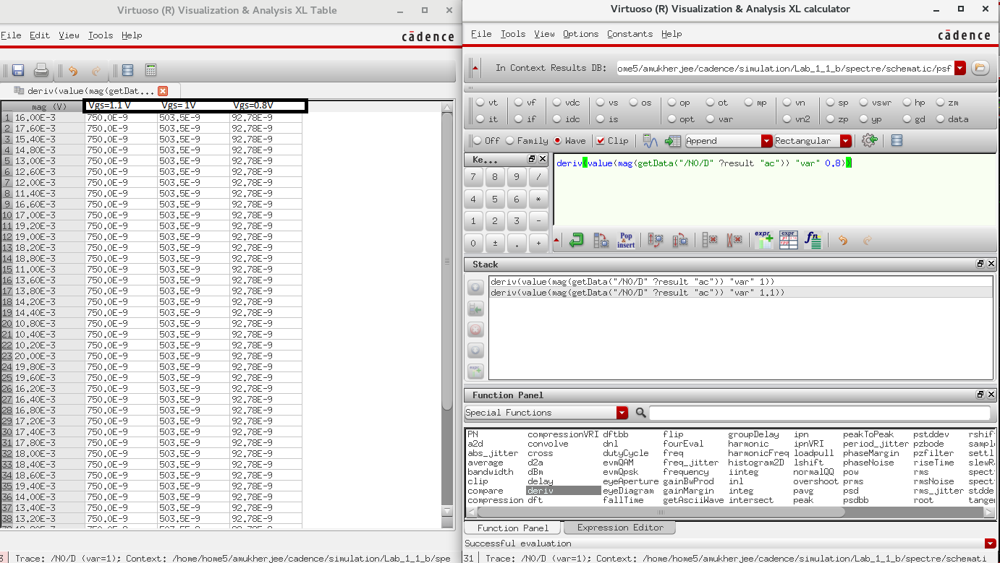 Virtuoso (R) Visualization & Analysis XL Table
File Edit View Tools Help
cādence
deriv(value(mag(getDat...
mag (V) Vgs=1.1 V Vgs= 1V Vgs=0.8V
1 16.00E-3 750.0E-9 503.5E-9 92.78E-9
2 17.60E-3 750.0E-9 503.5E-9 92.78E-9
3 15.40E-3 750.0E-9 503.5E-9 92.78E-9
4 14.80E-3 750.0E-9 503.5E-9 92.78E-9
5 13.00E-3 750.0E-9 503.5E-9 92.78E-9
6 12.60E-3 750.0E-9 503.5E-9 92.78E-9
7 12.00E-3 750.0E-9 503.5E-9 92.78E-9
8 11.40E-3 750.0E-9 503.5E-9 92.78E-9
9 16.60E-3 750.0E-9 503.5E-9 92.78E-9
10 17.00E-3 750.0E-9 503.5E-9 92.78E-9
11 19.20E-3 750.0E-9 503.5E-9 92.78E-9
12 19.00E-3 750.0E-9 503.5E-9 92.78E-9
13 18.20E-3 750.0E-9 503.5E-9 92.78E-9
14 18.80E-3 750.0E-9 503.5E-9 92.78E-9
15 11.00E-3 750.0E-9 503.5E-9 92.78E-9
16 13.60E-3 750.0E-9 503.5E-9 92.78E-9
17 13.80E-3 750.0E-9 503.5E-9 92.78E-9
18 14.20E-3 750.0E-9 503.5E-9 92.78E-9
19 14.40E-3 750.0E-9 503.5E-9 92.78E-9
20 10.80E-3 750.0E-9 503.5E-9 92.78E-9
21 10.40E-3 750.0E-9 503.5E-9 92.78E-9
22 10.20E-3 750.0E-9 503.5E-9 92.78E-9
23 20.00E-3 750.0E-9 503.5E-9 92.78E-9
24 19.80E-3 750.0E-9 503.5E-9 92.78E-9
25 19.60E-3 750.0E-9 503.5E-9 92.78E-9
26 16.20E-3 750.0E-9 503.5E-9 92.78E-9
27 16.40E-3 750.0E-9 503.5E-9 92.78E-9
28 16.80E-3 750.0E-9 503.5E-9 92.78E-9
29 17.20E-3 750.0E-9 503.5E-9 92.78E-9
30 17.40E-3 750.0E-9 503.5E-9 92.78E-9
31 17.80E-3 750.0E-9 503.5E-9 92.78E-9
32 18.00E-3 750.0E-9 503.5E-9 92.78E-9
33 18.40E-3 750.0E-9 503.5E-9 92.78E-9
34 18.60E-3 750.0E-9 503.5E-9 92.78E-9
35 19.40E-3 750.0E-9 503.5E-9 92.78E-9
36 14.00E-3 750.0E-9 503.5E-9 92.78E-9
37 13.40E-3 750.0E-9 503.5E-9 92.78E-9
38 13.20E-3 750.0E-9 503.5E-9 92.78E-9
3 Trace: /N0/D (var=1); Context: /home/home5/amukherjee/cadence/simulation/Lab_1_1_b/spe
Virtuoso (R) Visualization & Analysis XL calculator
File Tools View Options Constants Help
cādence
In Context Results DB: ome5/amukherjee/cadence/simulation/Lab_1_1_b/spectre/schematic/psf
vt vf vdc vs os op ot mp vn sp vswr hp zm
it if idc is opt var vn2 zp yp gd data
Off Family Wave Clip Append Rectangular
Ke...
7 8 9 /
4 5 6 *
1 2 3 -
0 ± . +
deriv(value(mag(getData("/N0/D" ?result "ac")) "var" 0.8))
Pop & insert expr expr fn
Stack
deriv(value(mag(getData("/N0/D" ?result "ac")) "var" 1))
deriv(value(mag(getData("/N0/D" ?result "ac")) "var" 1.1))
expr
Function Panel
Special Functions
PN compressionVRI dftbb flip groupDelay ipn peakToPeak pstddev rshif
a2d convolve dnl fourEval harmonic ipnVRI period_jitter pzbode sampl
abs_jitter cross dutyCycle freq harmonicFreq loadpull phaseMargin pzfilter settl
average d2a evmQAM freq_jitter histogram2D lshift phaseNoise riseTime slewRa
bandwidth dBm evmQpsk frequency iinteg normalQQ pow rms spect
clip delay eyeAperture gainBwProd inl overshoot prms rmsNoise spect
compare deriv eyeDiagram gainMargin integ pavg psd rms_jitter stdde
compression dft fallTime getAsciiWave intersect peak psdbb root tange
Function Panel Expression Editor
Successful evaluation
31 Trace: /N0/D (var=1); Context: /home/home5/amukherjee/cadence/simulation/Lab_1_1_b/spectre/schemati